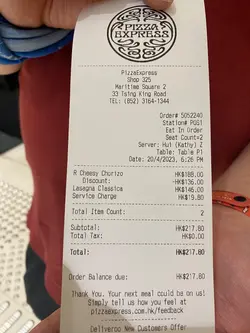 PIZZA
EXPRESS
PizzaExpress
Shop 325
Maritime Square 2
33 Tsing King Road
TEL: (852) 3164-1344
Order# 5052240
Station# POS1
Eat In Order
Seat Count=2
Server: Hui (Kathy) Z
Table: Table P1
Date: 20/4/2023, 6:26 PM
R Cheesy Churizo HK$188.00
Discount: HK$136.00
Lasagna Classica HK$146.00
Service Charge HK$19.80
Total Item Count: 2
Subtotal: HK$217.80
Total Tax: HK$0.00
Total: HK$217.80
Order Balance due: HK$217.80
Thank You. Your next meal could be on us!
Simply tell us how you feel at
pizzaexpress.com.hk/feedback
Deliveroo New Customers Offer